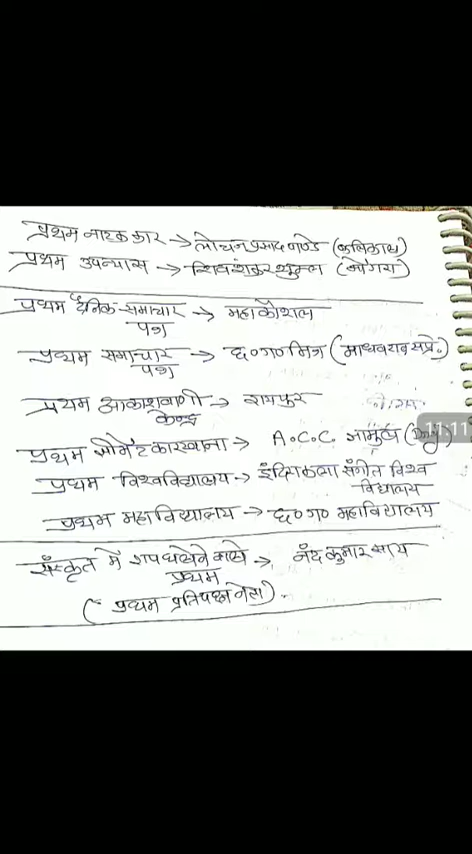 प्रथम नाटककार → लोचन प्रसाद पाण्डे (कलिकाल)
प्रथम उपन्यास → शिवशंकर शुक्ल (मोंगरा)
प्रथम दैनिक समाचार पत्र → महाकौशल
प्रथम समाचार पत्र → छ०ग० मित्र (माधवराव सप्रे)
प्रथम आकाशवाणी केन्द्र → रायपुर
प्रथम सीमेंट कारखाना → A.C.C. जामुल
11:11
प्रथम विश्वविद्यालय → इंदिरा कला संगीत विश्व विद्यालय
प्रथम महाविद्यालय → छ०ग० महाविद्यालय
संस्कृत में शपथ लेने वाले प्रथम → नंद कुमार साय
(प्रथम प्रतिपक्ष नेता).